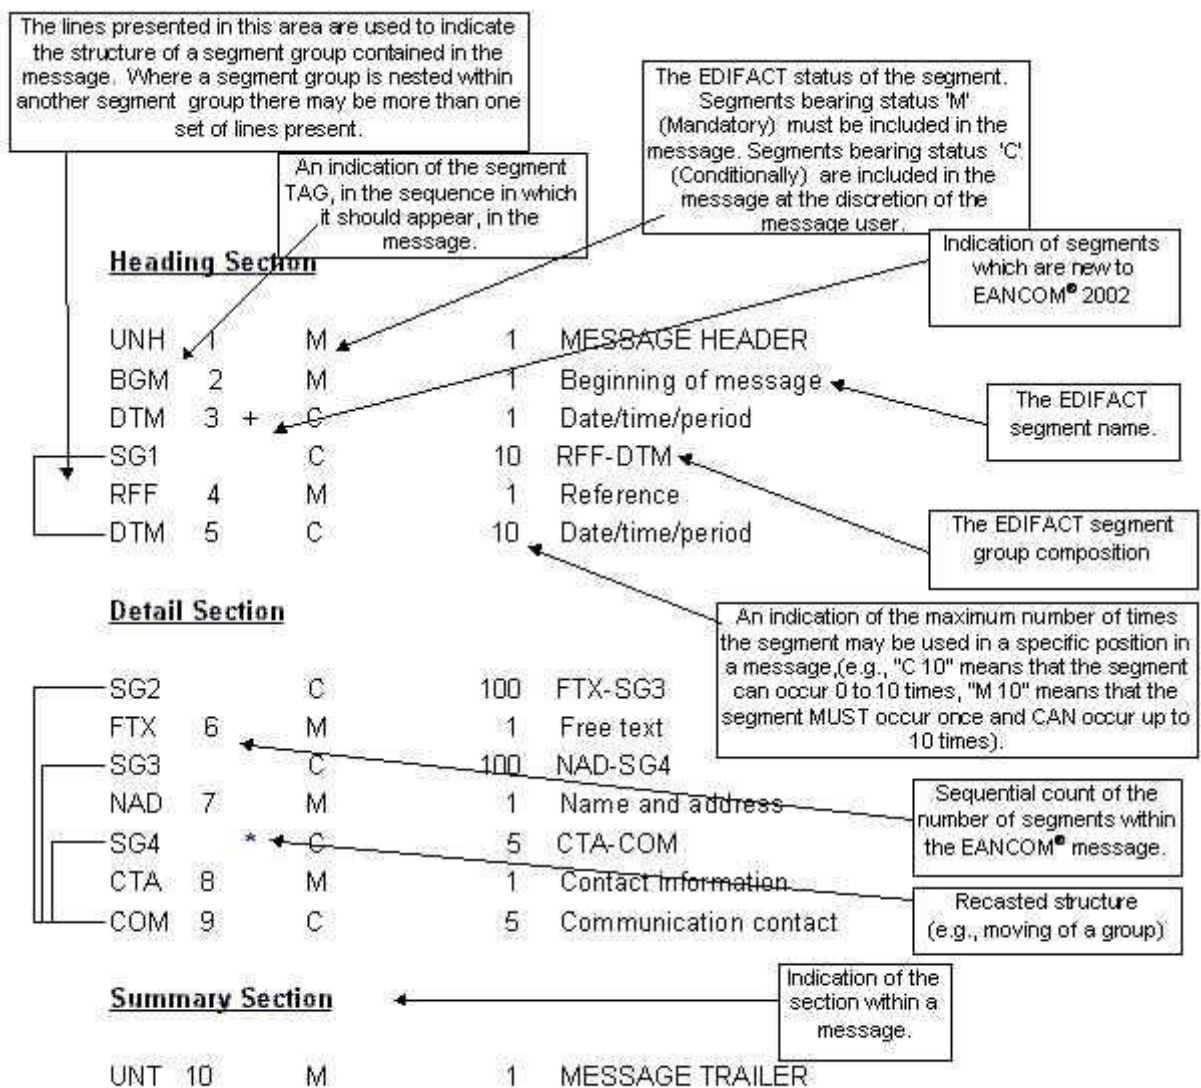 The lines presented in this area are used to indicate
the structure of a segment group contained in the
message. Where a segment group is nested within
another segment group there may be more than one
set of lines present.
The EDIFACT status of the segment.
Segments bearing status 'M'
(Mandatory) must be included in the
message. Segments bearing status 'C'
(Conditionally) are included in the
message at the discretion of the
message user.
An indication of the segment
TAG, in the sequence in which
it should appear, in the
message.
Indication of segments
which are new to
EANCOM® 2002
Heading Section
UNH 1 M 1 MESSAGE HEADER
BGM 2 M 1 Beginning of message
DTM 3 + C 1 Date/time/period
SG1 C 10 RFF-DTM
RFF 4 M 1 Reference
DTM 5 C 10 Date/time/period
The EDIFACT
segment name.
The EDIFACT segment
group composition
Detail Section
An indication of the maximum number of times
the segment may be used in a specific position in
a message,(e.g., "C 10" means that the segment
can occur 0 to 10 times, "M 10" means that the
segment MUST occur once and CAN occur up to
10 times).
SG2 C 100 FTX-SG3
FTX 6 M 1 Free text
SG3 C 100 NAD-SG4
NAD 7 M 1 Name and address
SG4 * C 5 CTA-COM
CTA 8 M 1 Contact Information
COM 9 C 5 Communication contact
Sequential count of the
number of segments within
the EANCOM® message.
Recasted structure
(e.g., moving of a group)
Summary Section
Indication of the
section within a
message.
UNT 10 M 1 MESSAGE TRAILER